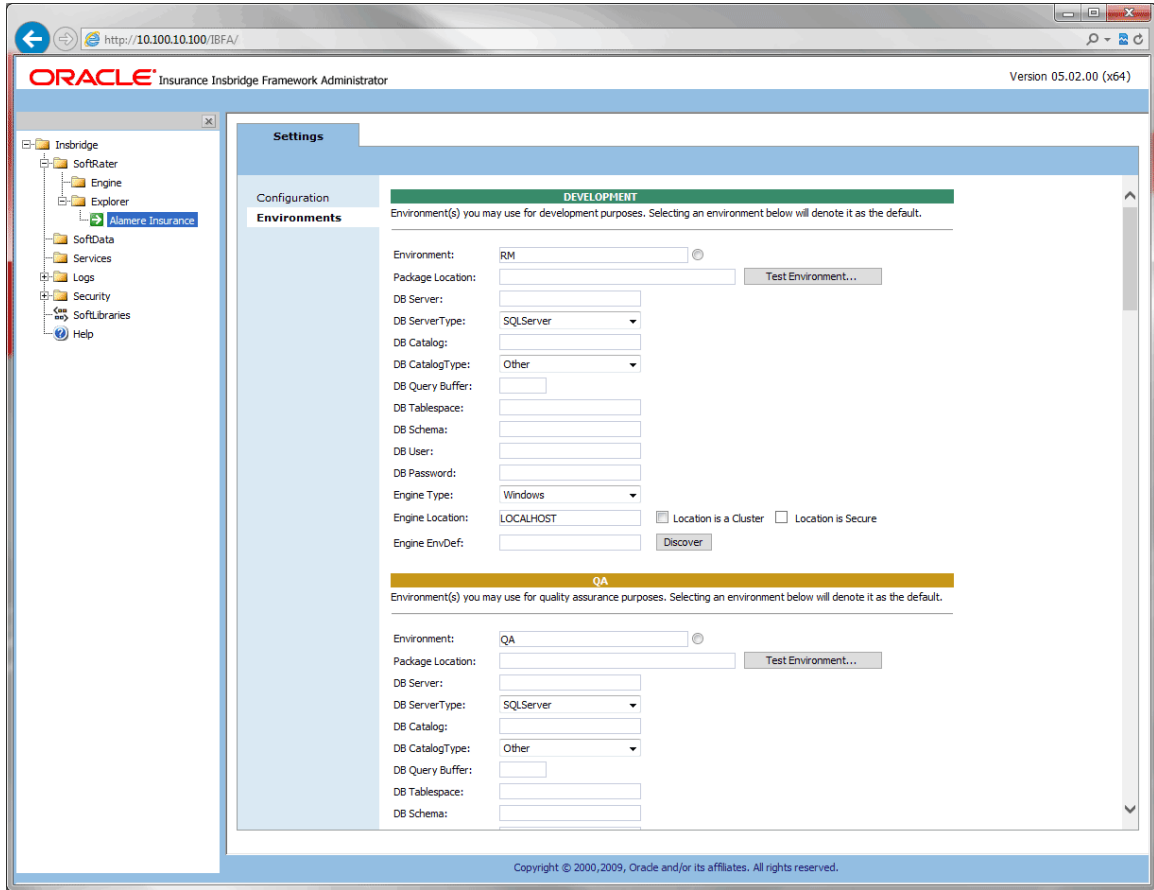 http://10.100.10.100/IBFA/
ORACLE Insurance Insbridge Framework Administrator
Version 05.02.00 (x64)
Insbridge
SoftRater
Engine
Explorer
Alamere Insurance
SoftData
Services
Logs
Security
SoftLibraries
Help
Settings
Configuration
Environments
DEVELOPMENT
Environment(s) you may use for development purposes. Selecting an environment below will denote it as the default.
Environment: RM
Package Location: Test Environment...
DB Server:
DB ServerType: SQLServer
DB Catalog:
DB CatalogType: Other
DB Query Buffer:
DB Tablespace:
DB Schema:
DB User:
DB Password:
Engine Type: Windows
Engine Location: LOCALHOST Location is a Cluster Location is Secure
Engine EnvDef: Discover
QA
Environment(s) you may use for quality assurance purposes. Selecting an environment below will denote it as the default.
Environment: QA
Package Location: Test Environment...
DB Server:
DB ServerType: SQLServer
DB Catalog:
DB CatalogType: Other
DB Query Buffer:
DB Tablespace:
DB Schema:
Copyright © 2000,2009, Oracle and/or its affiliates. All rights reserved.